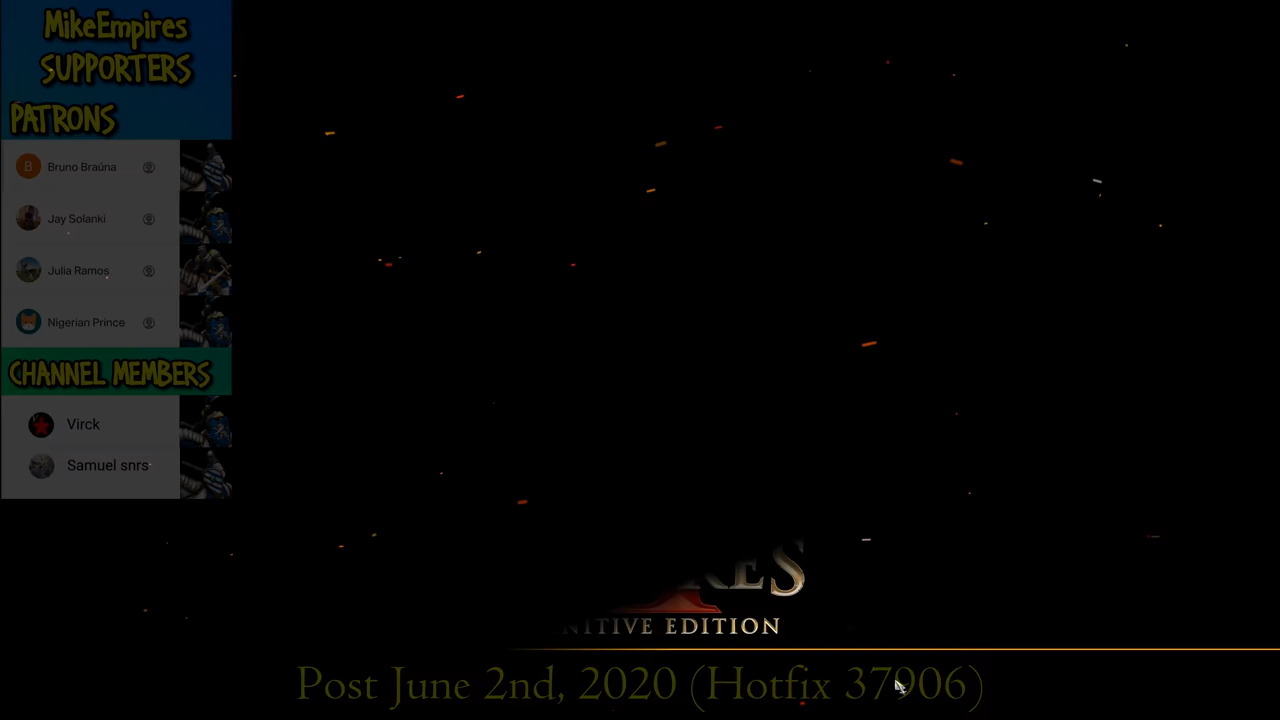 MikeEmpires
SUPPORTERS
PATRONS
B
Bruno Braúna
Jay Solanki
Julia Ramos
Nigerian Prince
CHANNEL MEMBERS
Virck
Samuel snrs
RES
NITIVE EDITION
Post June 2nd, 2020 (Hotfix 37906)